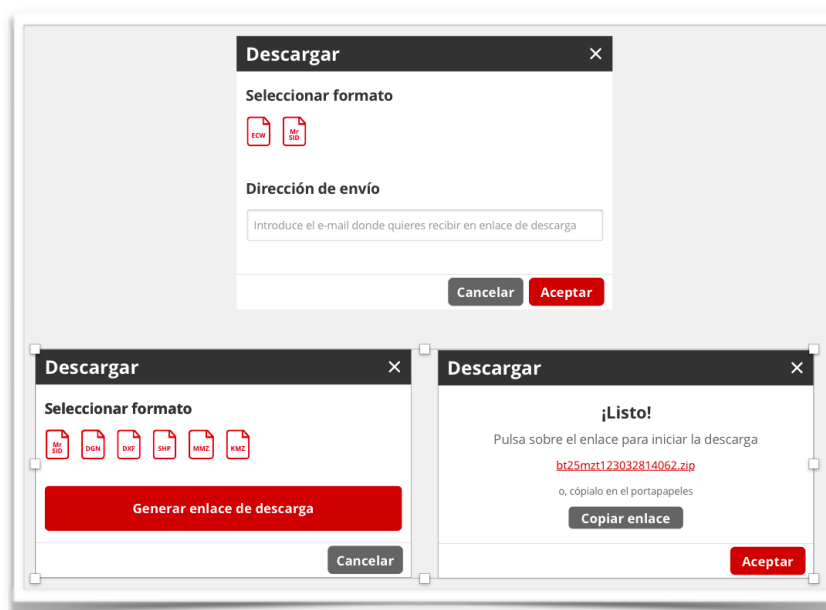 Descargar
Seleccionar formato
ECW
Mr
SID
Dirección de envío
Introduce el e-mail donde quieres recibir en enlace de descarga
Cancelar
Aceptar
Descargar
Seleccionar formato
Mr
SID
DGN
DXF
SHP
MMZ
KMZ
Generar enlace de descarga
Cancelar
Descargar
¡Listo!
Pulsa sobre el enlace para iniciar la descarga
bt25mzt123032814062.zip
o, cópialo en el portapapeles
Copiar enlace
Aceptar